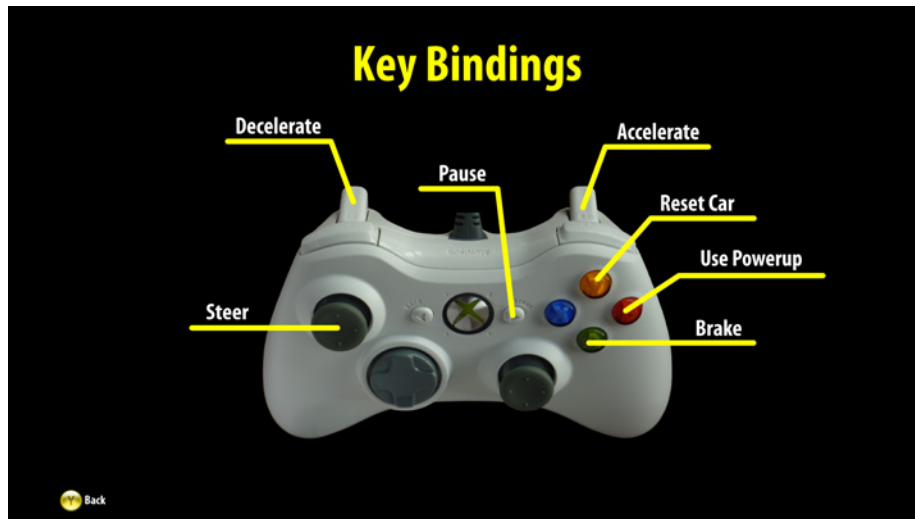 Key Bindings
Decelerate
Accelerate
Pause
Reset Car
Use Powerup
Steer
Brake
Y Back